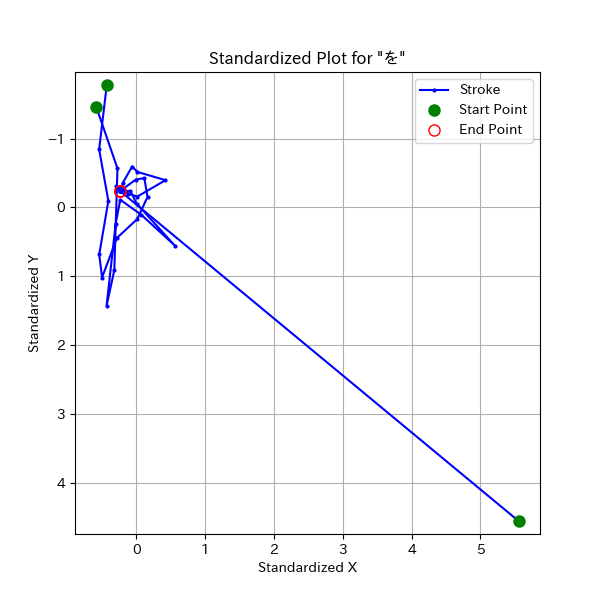 Standardized Plot for "を"
Stroke
Start Point
End Point
Standardized Y
−1
0
1
2
3
4
0 1 2 3 4 5
Standardized X